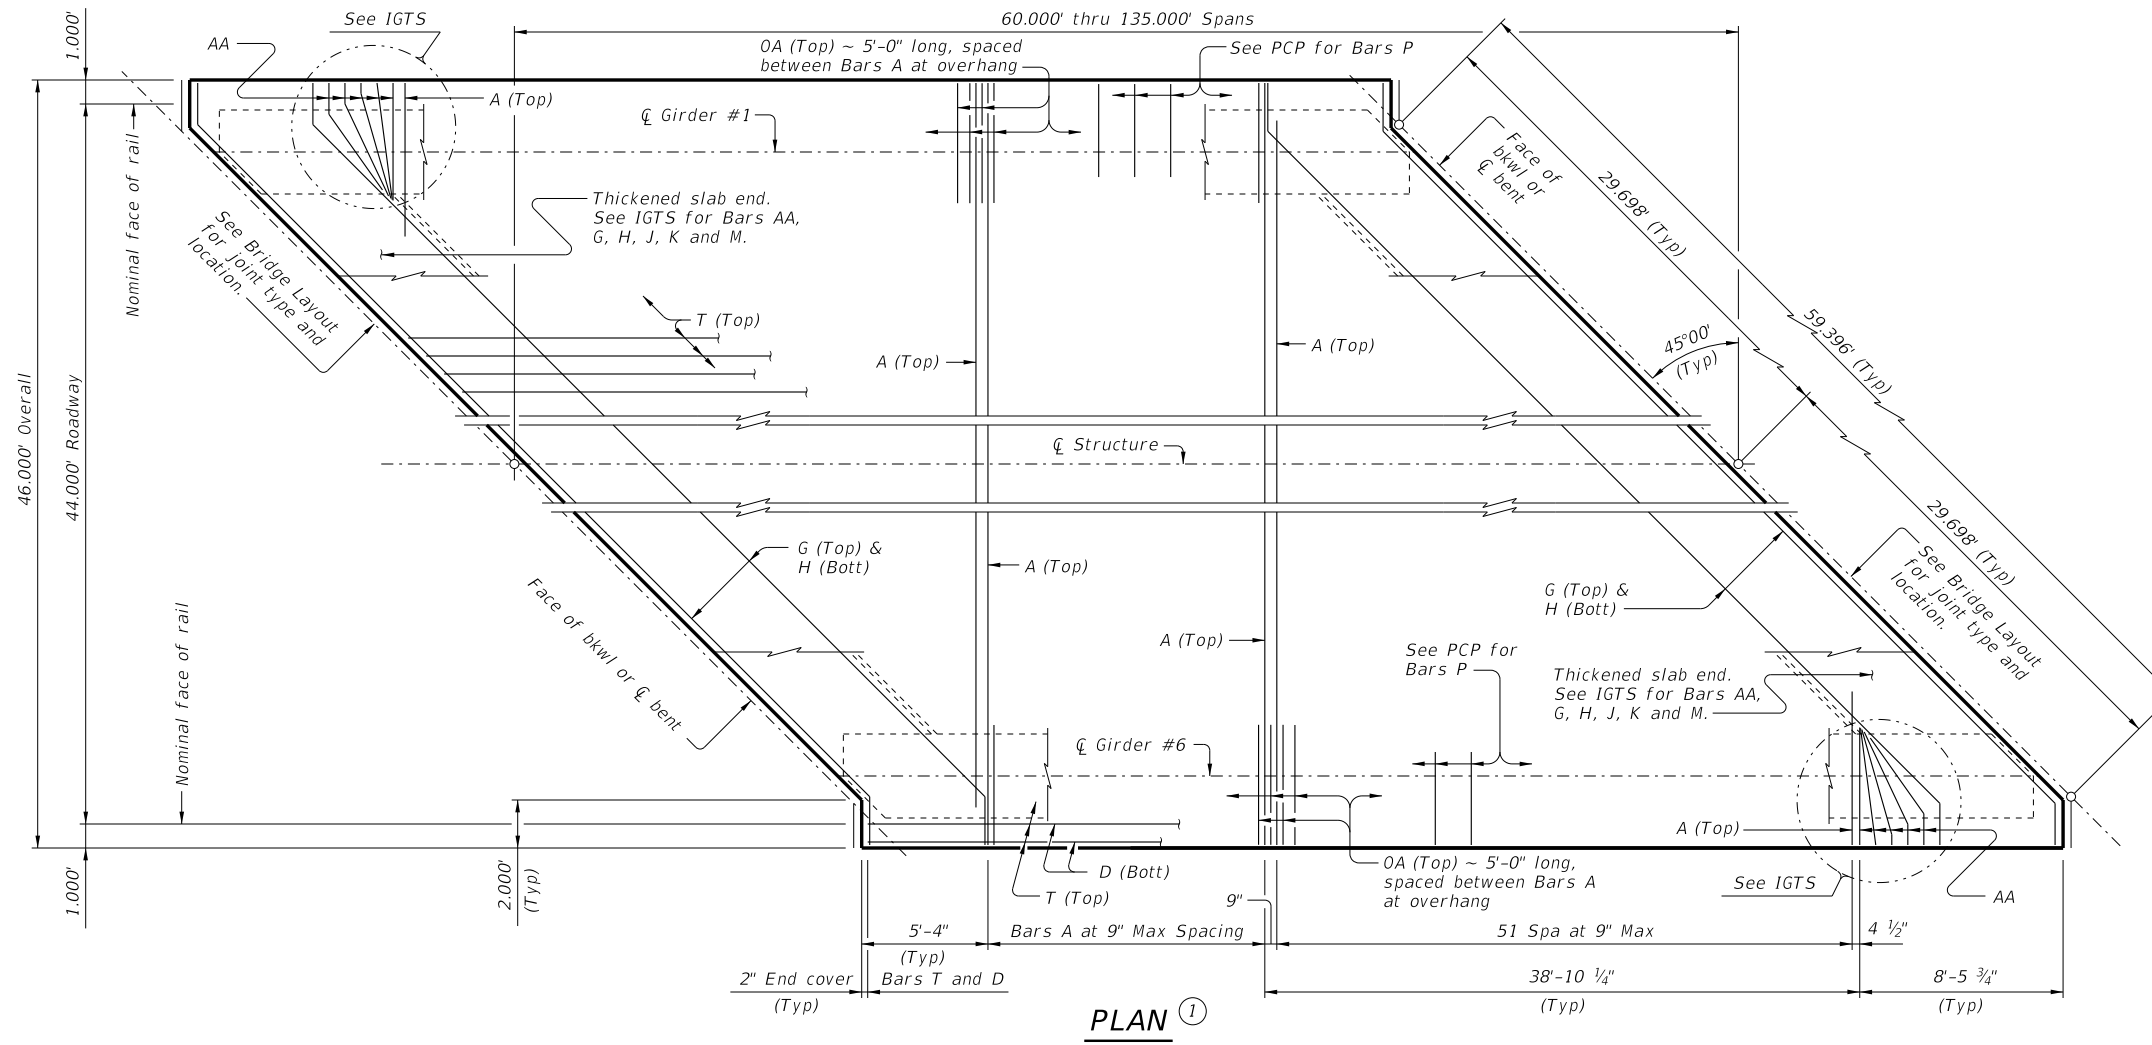 See IGTS
60.000' thru 135.000' Spans
1.000'
AA
OA (Top) ~ 5'-0" long, spaced
between Bars A at overhang
See PCP for Bars P
A (Top)
℄ Girder #1
Face of
bkwl or
℄ bent
29.698' (Typ)
59.396' (Typ)
Nominal face of rail
Thickened slab end.
See IGTS for Bars AA,
G, H, J, K and M.
See Bridge Layout
for joint type and
location.
T (Top)
A (Top)
A (Top)
45°00'
(Typ)
46.000' Overall
44.000' Roadway
℄ Structure
29.698' (Typ)
G (Top) &
H (Bott)
A (Top)
Face of bkwl or ℄ bent
G (Top) &
H (Bott)
See Bridge Layout
for joint type and
location.
Nominal face of rail
A (Top)
See PCP for
Bars P
Thickened slab end.
See IGTS for Bars AA,
G, H, J, K and M.
℄ Girder #6
A (Top)
1.000'
2.000'
(Typ)
D (Bott)
T (Top)
OA (Top) ~ 5'-0" long,
spaced between Bars A
at overhang
See IGTS
AA
9"
5'-4"
(Typ)
Bars A at 9" Max Spacing
51 Spa at 9" Max
4 ½"
2" End cover
(Typ)
Bars T and D
38'-10 ¼"
(Typ)
8'-5 ¾"
(Typ)
PLAN ①